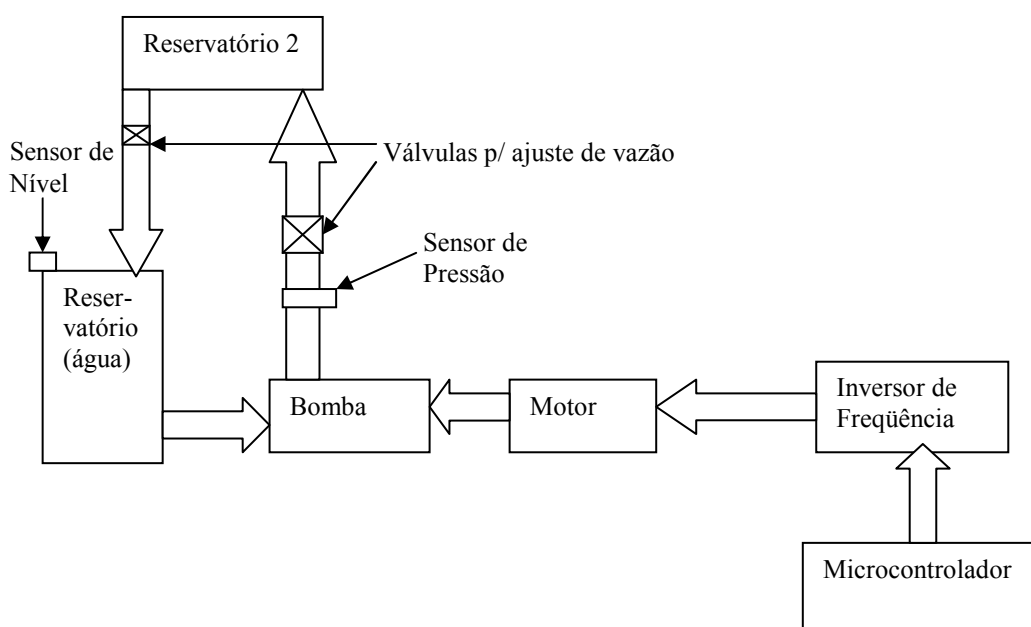 Reservatório 2
Sensor de
Nível
Válvulas p/ ajuste de vazão
Sensor de
Pressão
Reser-
vatório
(água)
Bomba
Motor
Inversor de
Freqüência
Microcontrolador